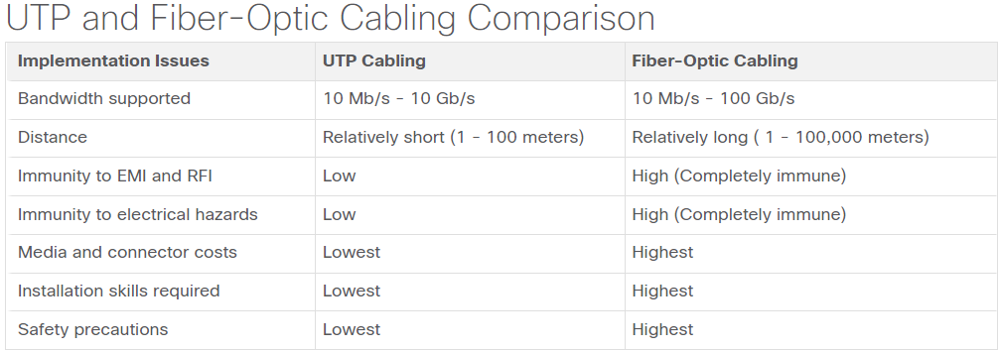 UTP and Fiber-Optic Cabling Comparison
Implementation Issues UTP Cabling Fiber-Optic Cabling
Bandwidth supported 10 Mb/s - 10 Gb/s 10 Mb/s - 100 Gb/s
Distance Relatively short (1 - 100 meters) Relatively long ( 1 - 100,000 meters)
Immunity to EMI and RFI Low High (Completely immune)
Immunity to electrical hazards Low High (Completely immune)
Media and connector costs Lowest Highest
Installation skills required Lowest Highest
Safety precautions Lowest Highest